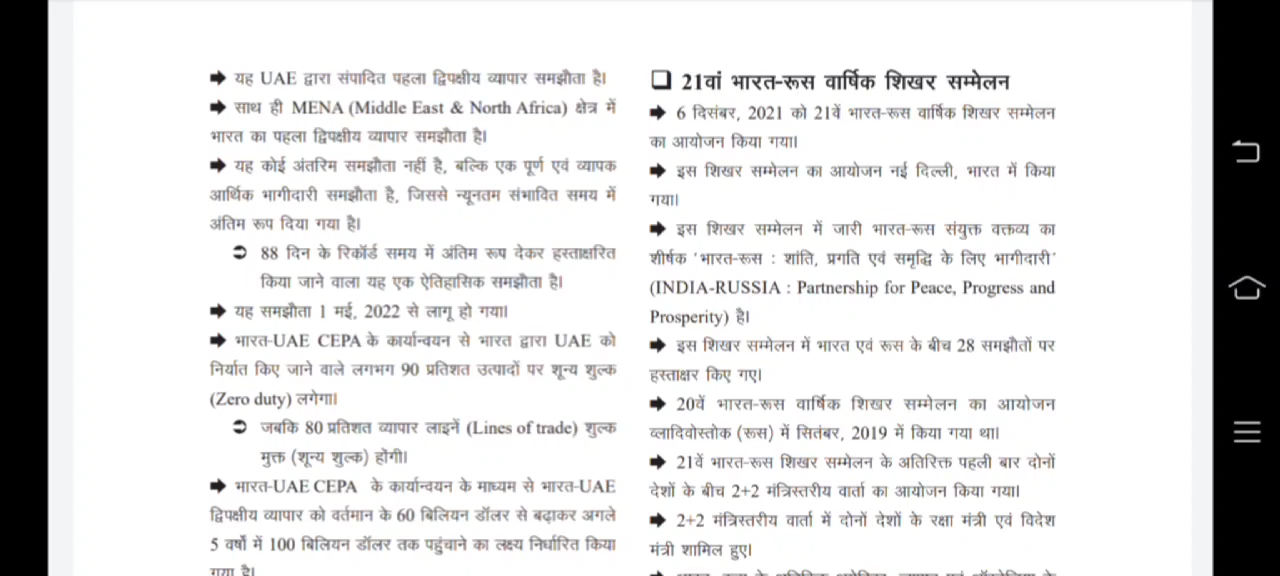 ➡ यह UAE द्वारा संपादित पहला द्विपक्षीय व्यापार समझौता है।
➡ साथ ही MENA (Middle East & North Africa) क्षेत्र में
भारत का पहला द्विपक्षीय व्यापार समझौता है।
➡ यह कोई अंतरिम समझौता नहीं है, बल्कि एक पूर्ण एवं व्यापक
आर्थिक भागीदारी समझौता है, जिससे न्यूनतम संभावित समय में
अंतिम रूप दिया गया है।
➲ 88 दिन के रिकॉर्ड समय में अंतिम रूप देकर हस्ताक्षरित
किया जाने वाला यह एक ऐतिहासिक समझौता है।
➡ यह समझौता 1 मई, 2022 से लागू हो गया।
➡ भारत-UAE CEPA के कार्यान्वयन से भारत द्वारा UAE को
निर्यात किए जाने वाले लगभग 90 प्रतिशत उत्पादों पर शून्य शुल्क
(Zero duty) लगेगा।
➲ जबकि 80 प्रतिशत व्यापार लाइनें (Lines of trade) शुल्क
मुक्त (शून्य शुल्क) होंगी।
➡ भारत-UAE CEPA के कार्यान्वयन के माध्यम से भारत-UAE
द्विपक्षीय व्यापार को वर्तमान के 60 बिलियन डॉलर से बढ़ाकर अगले
5 वर्षों में 100 बिलियन डॉलर तक पहुंचाने का लक्ष्य निर्धारित किया
गया है।
❑ 21वां भारत-रूस वार्षिक शिखर सम्मेलन
➡ 6 दिसंबर, 2021 को 21वें भारत-रूस वार्षिक शिखर सम्मेलन
का आयोजन किया गया।
➡ इस शिखर सम्मेलन का आयोजन नई दिल्ली, भारत में किया
गया।
➡ इस शिखर सम्मेलन में जारी भारत-रूस संयुक्त वक्तव्य का
शीर्षक 'भारत-रूस : शांति, प्रगति एवं समृद्धि के लिए भागीदारी'
(INDIA-RUSSIA : Partnership for Peace, Progress and
Prosperity) है।
➡ इस शिखर सम्मेलन में भारत एवं रूस के बीच 28 समझौतों पर
हस्ताक्षर किए गए।
➡ 20वें भारत-रूस वार्षिक शिखर सम्मेलन का आयोजन
व्लादिवोस्तोक (रूस) में सितंबर, 2019 में किया गया था।
➡ 21वें भारत-रूस शिखर सम्मेलन के अतिरिक्त पहली बार दोनों
देशों के बीच 2+2 मंत्रिस्तरीय वार्ता का आयोजन किया गया।
➡ 2+2 मंत्रिस्तरीय वार्ता में दोनों देशों के रक्षा मंत्री एवं विदेश
मंत्री शामिल हुए।